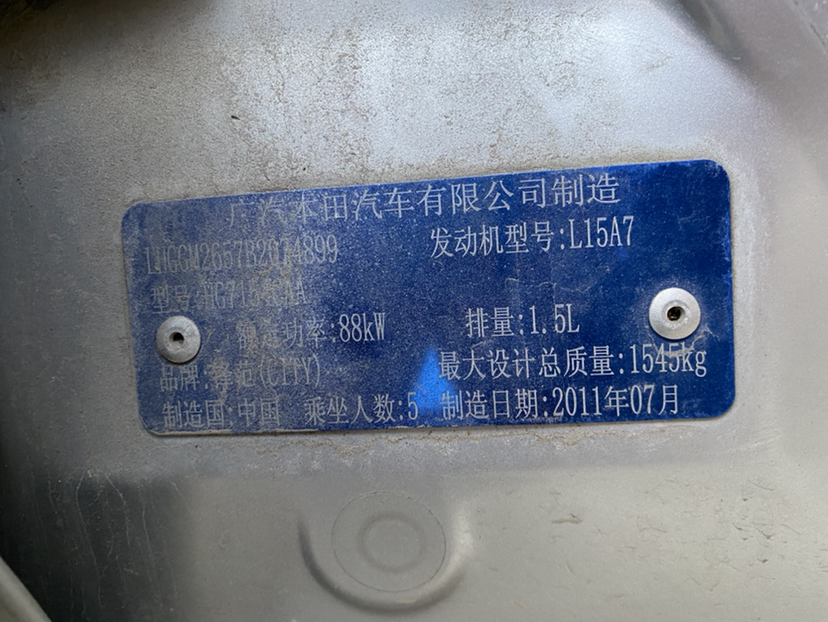 广汽本田汽车有限公司制造
发动机型号:L15A7
型号:
额定功率:88kW 排量:1.5L
品牌:锋范(CITY) 最大设计总质量:1545kg
制造国:中国 乘坐人数:5 制造日期:2011年07月